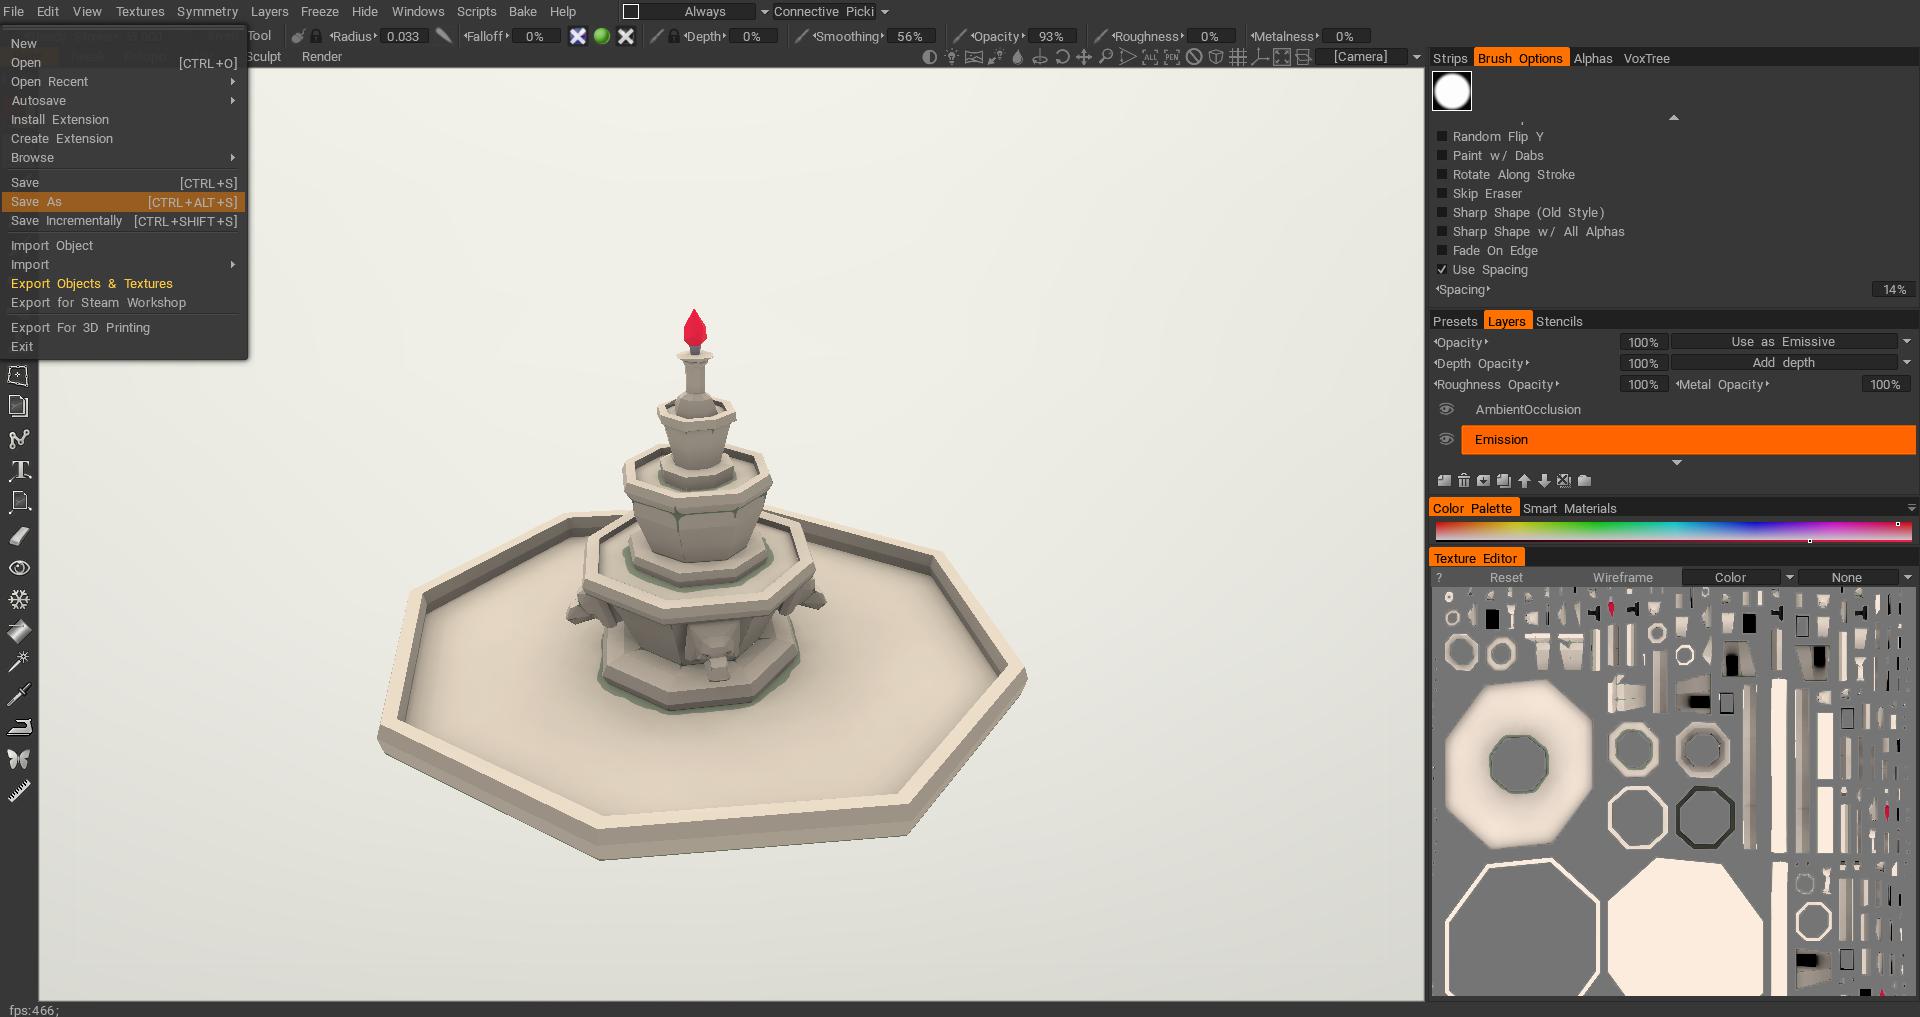 File Edit View Textures Symmetry Layers Freeze Hide Windows Scripts Bake Help Always Connective Picki
Tool Radius 0.033 Falloff 0% Depth 0% Smoothing 56% Opacity 93% Roughness 0% Metalness 0%
Sculpt Render [Camera]
New
Open [CTRL+O]
Open Recent
Autosave
Install Extension
Create Extension
Browse
Save [CTRL+S]
Save As [CTRL+ALT+S]
Save Incrementally [CTRL+SHIFT+S]
Import Object
Import
Export Objects & Textures
Export for Steam Workshop
Export For 3D Printing
Exit
Strips Brush Options Alphas VoxTree
Random Flip Y
Paint w/ Dabs
Rotate Along Stroke
Skip Eraser
Sharp Shape (Old Style)
Sharp Shape w/ All Alphas
Fade On Edge
Use Spacing
Spacing 14%
Presets Layers Stencils
Opacity 100% Use as Emissive
Depth Opacity 100% Add depth
Roughness Opacity 100% Metal Opacity 100%
AmbientOcclusion
Emission
Color Palette Smart Materials
Texture Editor
? Reset Wireframe Color None
fps:466;